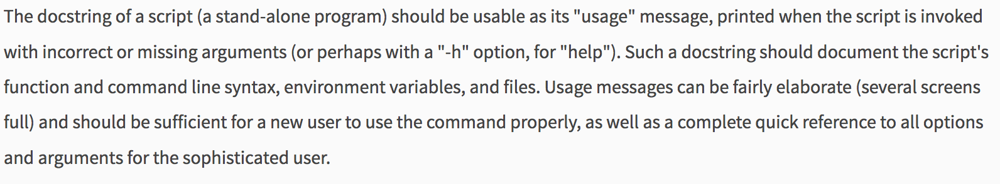 The docstring of a script (a stand-alone program) should be usable as its "usage" message, printed when the script is invoked
with incorrect or missing arguments (or perhaps with a "-h" option, for "help"). Such a docstring should document the script's
function and command line syntax, environment variables, and files. Usage messages can be fairly elaborate (several screens
full) and should be sufficient for a new user to use the command properly, as well as a complete quick reference to all options
and arguments for the sophisticated user.